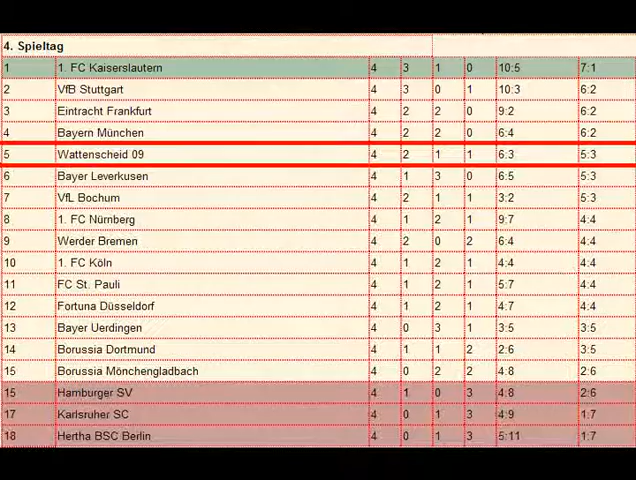 4. Spieltag
1 1. FC Kaiserslautern 4 3 1 0 10:5 7:1
2 VfB Stuttgart 4 3 0 1 10:3 6:2
3 Eintracht Frankfurt 4 2 2 0 9:2 6:2
4 Bayern München 4 2 2 0 6:4 6:2
5 Wattenscheid 09 4 2 1 1 6:3 5:3
6 Bayer Leverkusen 4 1 3 0 6:5 5:3
7 VfL Bochum 4 2 1 1 3:2 5:3
8 1. FC Nürnberg 4 1 2 1 9:7 4:4
9 Werder Bremen 4 2 0 2 6:4 4:4
10 1. FC Köln 4 1 2 1 4:4 4:4
11 FC St. Pauli 4 1 2 1 5:7 4:4
12 Fortuna Düsseldorf 4 1 2 1 4:7 4:4
13 Bayer Uerdingen 4 0 3 1 3:5 3:5
14 Borussia Dortmund 4 1 1 2 2:6 3:5
15 Borussia Mönchengladbach 4 0 2 2 4:8 2:6
15 Hamburger SV 4 1 0 3 4:8 2:6
17 Karlsruher SC 4 0 1 3 4:9 1:7
18 Hertha BSC Berlin 4 0 1 3 5:11 1:7